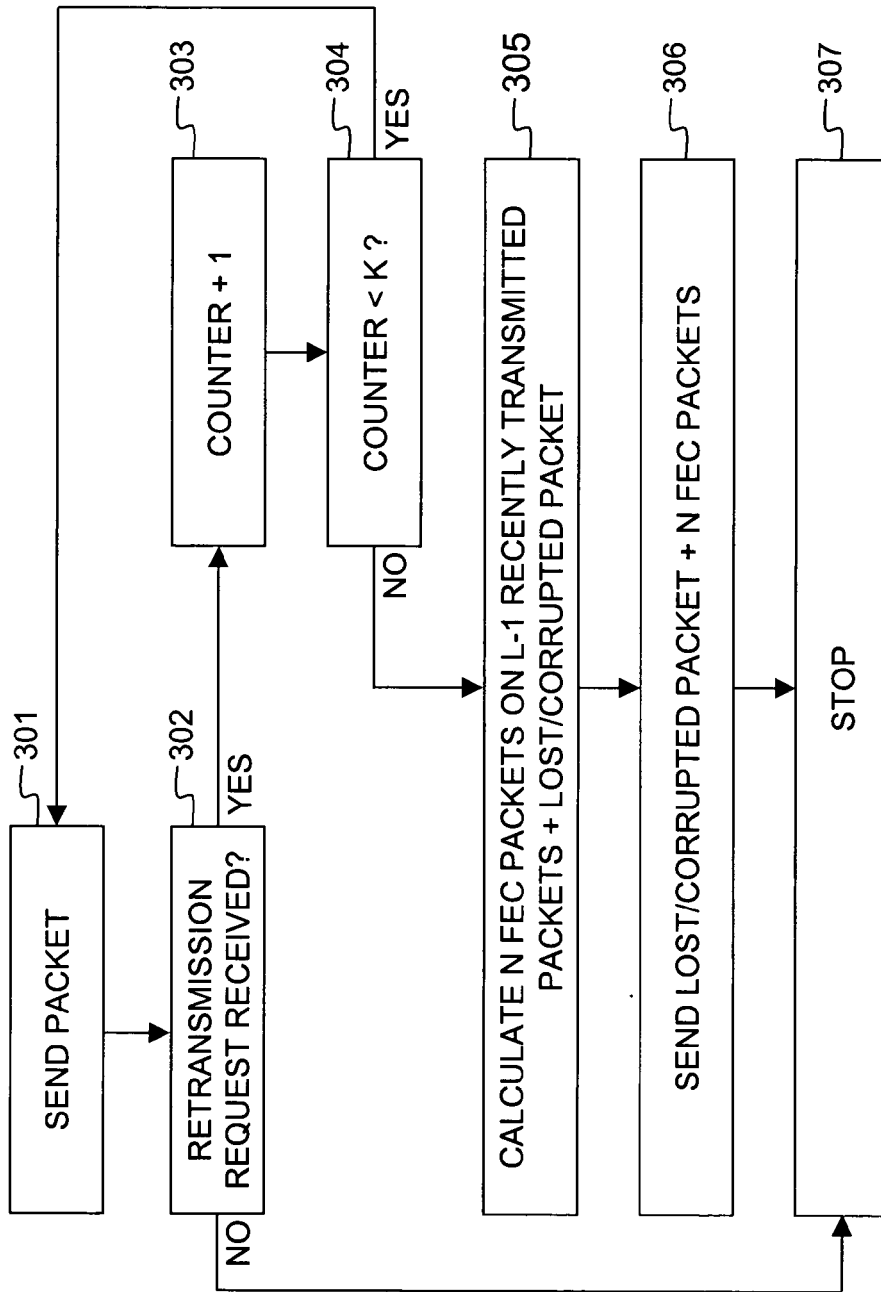 301
SEND PACKET
302
RETRANSMISSION
REQUEST RECEIVED?
NO
YES
303
COUNTER + 1
304
COUNTER < K ?
NO
YES
305
CALCULATE N FEC PACKETS ON L-1 RECENTLY TRANSMITTED
PACKETS + LOST/CORRUPTED PACKET
306
SEND LOST/CORRUPTED PACKET + N FEC PACKETS
307
STOP